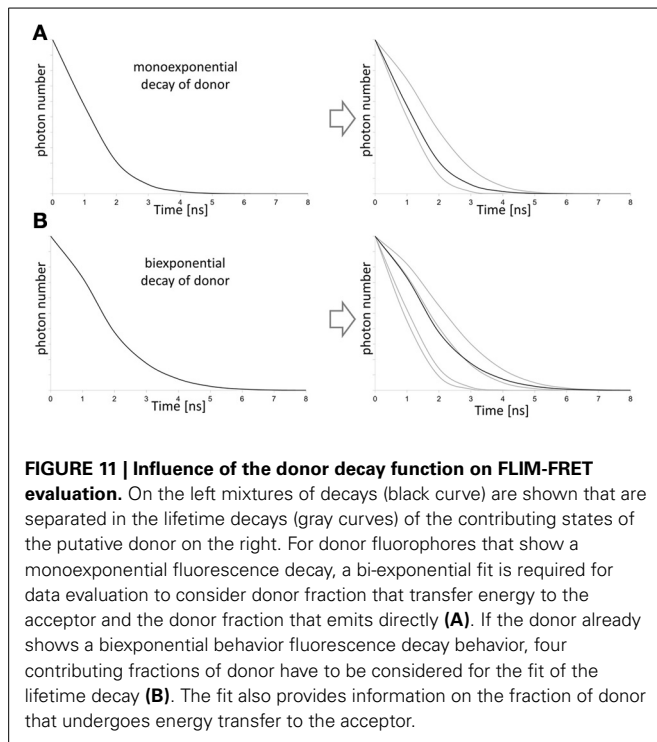 A
photon number
monoexponential
decay of donor
0 1 2 3 4 5 6 7 8
Time [ns]
photon number
0 1 2 3 4 5 6 7 8
Time [ns]
B
photon number
biexponential
decay of donor
0 1 2 3 4 5 6 7 8
Time [ns]
photon number
0 1 2 3 4 5 6 7 8
Time [ns]
FIGURE 11 | Influence of the donor decay function on FLIM-FRET
evaluation. On the left mixtures of decays (black curve) are shown that are
separated in the lifetime decays (gray curves) of the contributing states of
the putative donor on the right. For donor fluorophores that show a
monoexponential fluorescence decay, a bi-exponential fit is required for
data evaluation to consider donor fraction that transfer energy to the
acceptor and the donor fraction that emits directly (A). If the donor already
shows a biexponential behavior fluorescence decay behavior, four
contributing fractions of donor have to be considered for the fit of the
lifetime decay (B). The fit also provides information on the fraction of donor
that undergoes energy transfer to the acceptor.